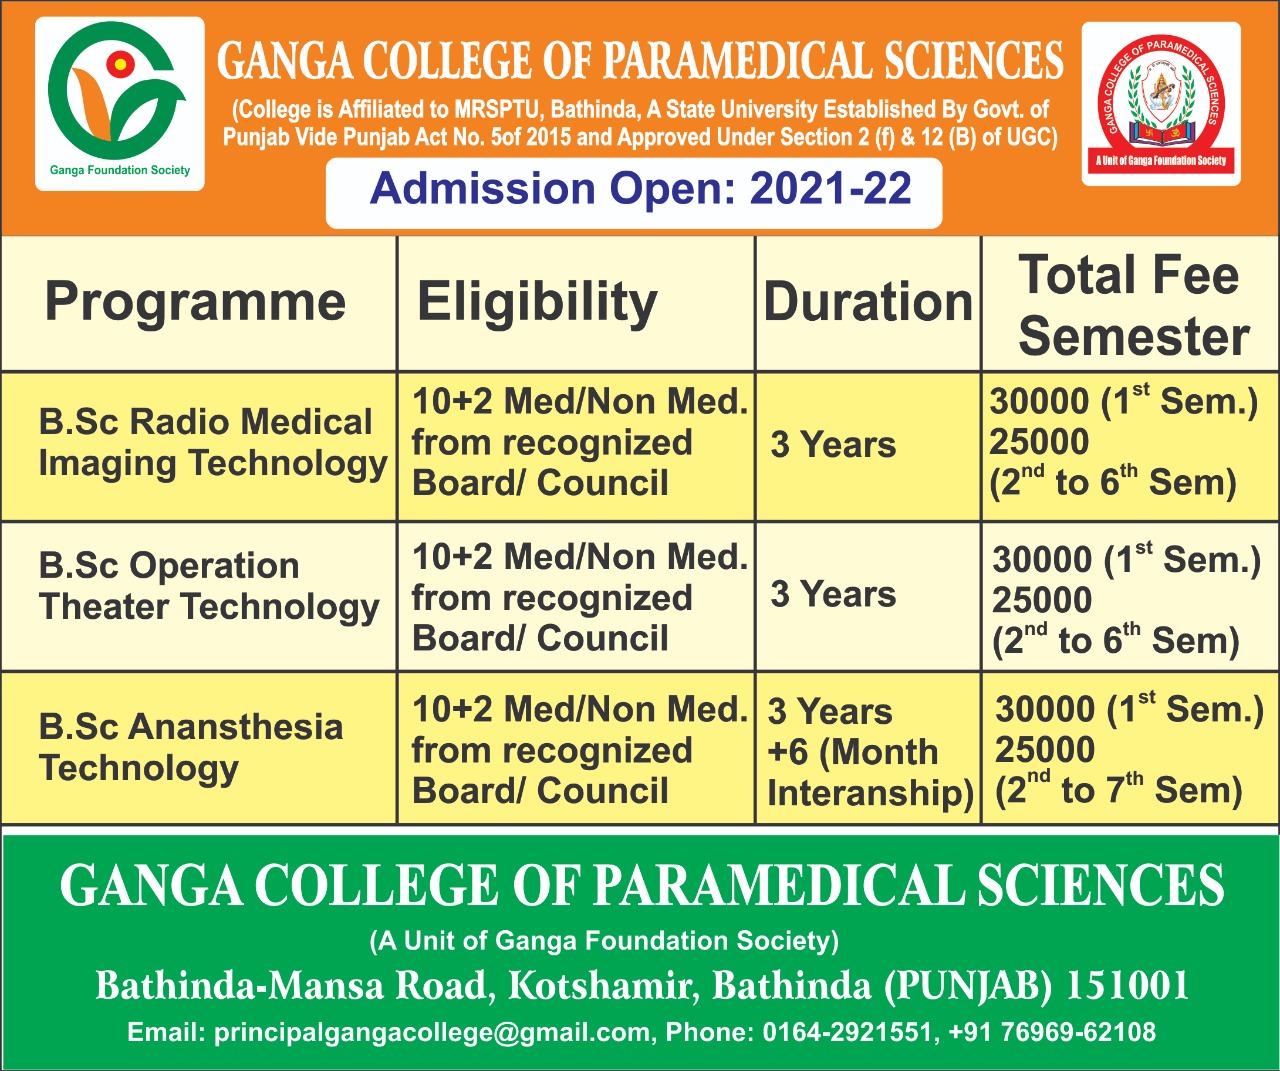 Ganga Foundation Society
GANGA COLLEGE OF PARAMEDICAL SCIENCES
(College is Affiliated to MRSPTU, Bathinda, A State University Established By Govt. of
Punjab Vide Punjab Act No. 5of 2015 and Approved Under Section 2 (f) & 12 (B) of UGC)
GANGA COLLEGE OF PARAMEDICAL SCIENCES
A Unit of Ganga Foundation Society
Admission Open: 2021-22
Programme
Eligibility
Duration
Total Fee
Semester
B.Sc Radio Medical
Imaging Technology
10+2 Med/Non Med.
from recognized
Board/ Council
3 Years
30000 (1st Sem.)
25000
(2nd to 6th Sem)
B.Sc Operation
Theater Technology
10+2 Med/Non Med.
from recognized
Board/ Council
3 Years
30000 (1st Sem.)
25000
(2nd to 6th Sem)
B.Sc Anansthesia
Technology
10+2 Med/Non Med.
from recognized
Board/ Council
3 Years
+6 (Month
Interanship)
30000 (1st Sem.)
25000
(2nd to 7th Sem)
GANGA COLLEGE OF PARAMEDICAL SCIENCES
(A Unit of Ganga Foundation Society)
Bathinda-Mansa Road, Kotshamir, Bathinda (PUNJAB) 151001
Email: principalgangacollege@gmail.com, Phone: 0164-2921551, +91 76969-62108